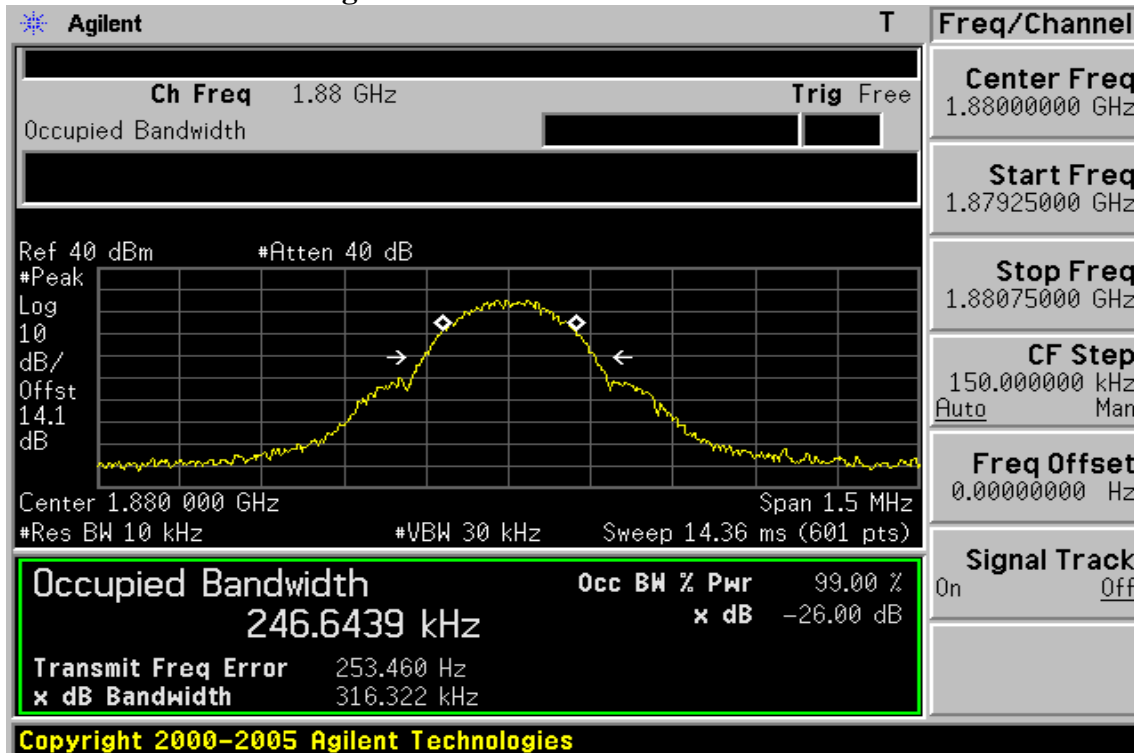 Agilent T
Freq/Channel
Ch Freq 1.88 GHz Trig Free
Occupied Bandwidth
Center Freq
1.88000000 GHz
Start Freq
1.87925000 GHz
Stop Freq
1.88075000 GHz
CF Step
150.000000 kHz
Auto Man
Freq Offset
0.00000000 Hz
Signal Track
On Off
Ref 40 dBm #Atten 40 dB
#Peak
Log
10
dB/
Offst
14.1
dB
Center 1.880 000 GHz Span 1.5 MHz
#Res BW 10 kHz #VBW 30 kHz Sweep 14.36 ms (601 pts)
Occupied Bandwidth Occ BW % Pwr 99.00 %
246.6439 kHz x dB -26.00 dB
Transmit Freq Error 253.460 Hz
x dB Bandwidth 316.322 kHz
Copyright 2000-2005 Agilent Technologies